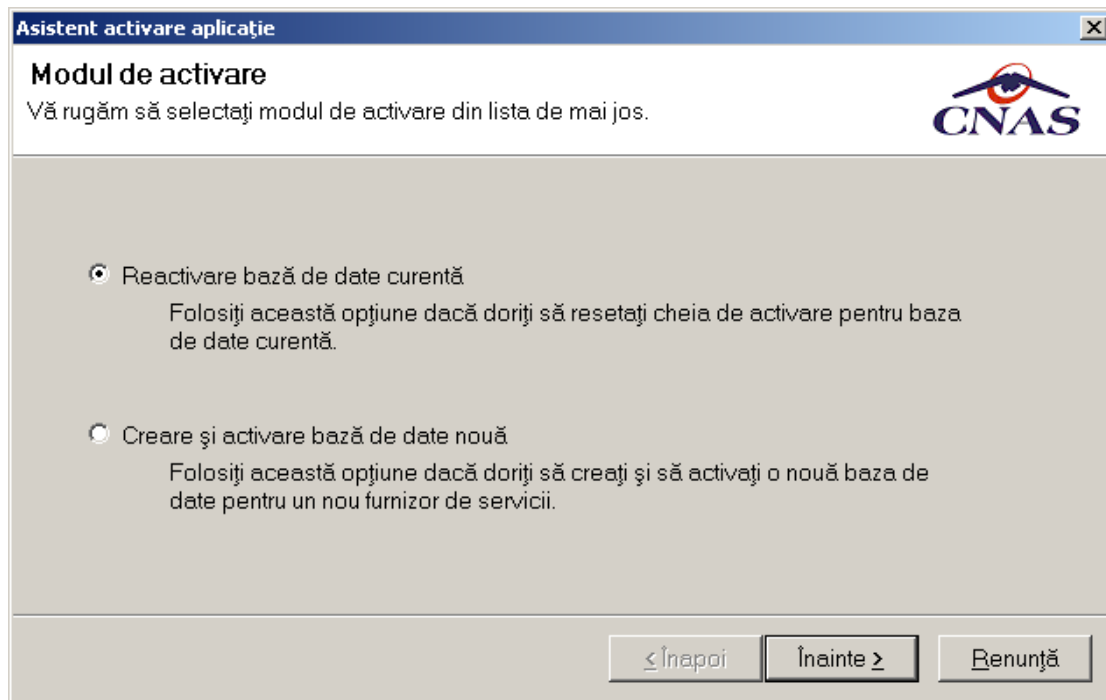 Asistent activare aplicaţie
Modul de activare
Vă rugăm să selectaţi modul de activare din lista de mai jos.
CNAS
Reactivare bază de date curentă
Folosiţi această opţiune dacă doriţi să resetaţi cheia de activare pentru baza
de date curentă.
Creare şi activare bază de date nouă
Folosiţi această opţiune dacă doriţi să creaţi şi să activaţi o nouă baza de
date pentru un nou furnizor de servicii.
< Înapoi
Înainte >
Renunţă